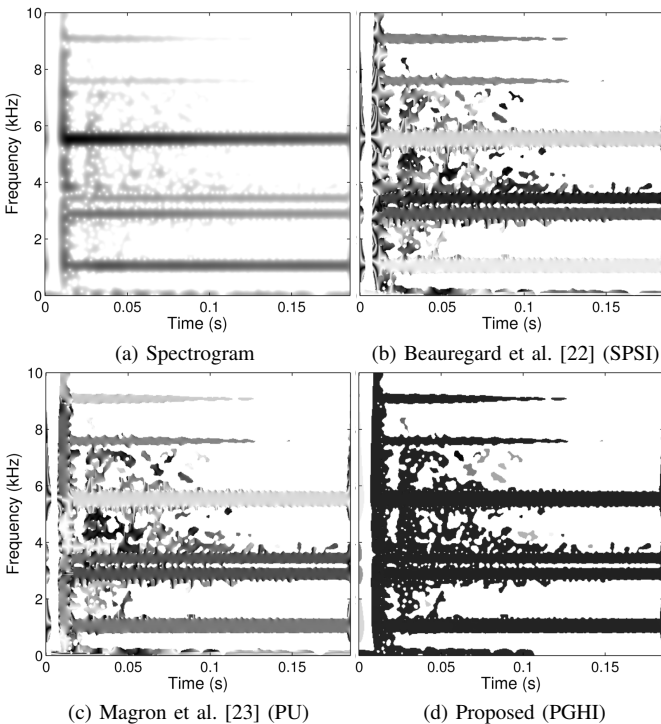 10
8
6
4
2
0
Frequency (kHz)
0 0.05 0.1 0.15
Time (s)
0 0.05 0.1 0.15
Time (s)
(a) Spectrogram
(b) Beauregard et al. [22] (SPSI)
10
8
6
4
2
0
Frequency (kHz)
0 0.05 0.1 0.15
Time (s)
0 0.05 0.1 0.15
Time (s)
(c) Magron et al. [23] (PU)
(d) Proposed (PGHI)